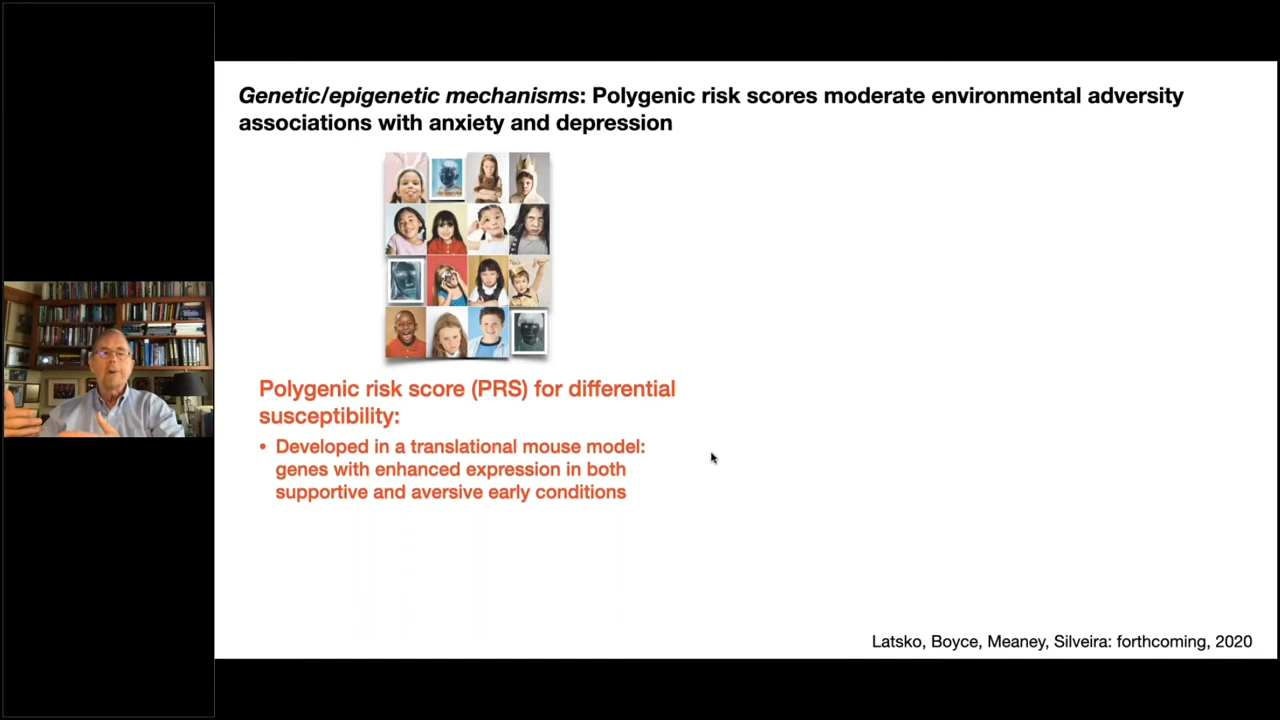 Genetic/epigenetic mechanisms: Polygenic risk scores moderate environmental adversity
associations with anxiety and depression
Polygenic risk score (PRS) for differential
susceptibility:
• Developed in a translational mouse model:
genes with enhanced expression in both
supportive and aversive early conditions
Latsko, Boyce, Meaney, Silveira: forthcoming, 2020